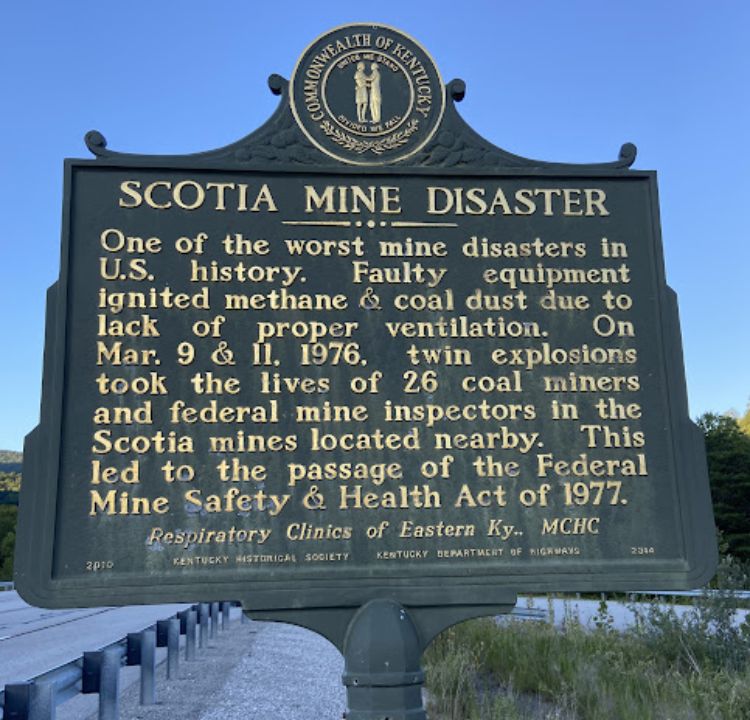 COMMONWEALTH OF KENTUCKY
UNITED WE STAND
DIVIDED WE FALL
SCOTIA MINE DISASTER
One of the worst mine disasters in
U.S. history. Faulty equipment
ignited methane & coal dust due to
lack of proper ventilation. On
Mar. 9 & 11, 1976, twin explosions
took the lives of 26 coal miners
and federal mine inspectors in the
Scotia mines located nearby. This
led to the passage of the Federal
Mine Safety & Health Act of 1977.
Respiratory Clinics of Eastern Ky., MCHC
2010 KENTUCKY HISTORICAL SOCIETY KENTUCKY DEPARTMENT OF HIGHWAYS 2344